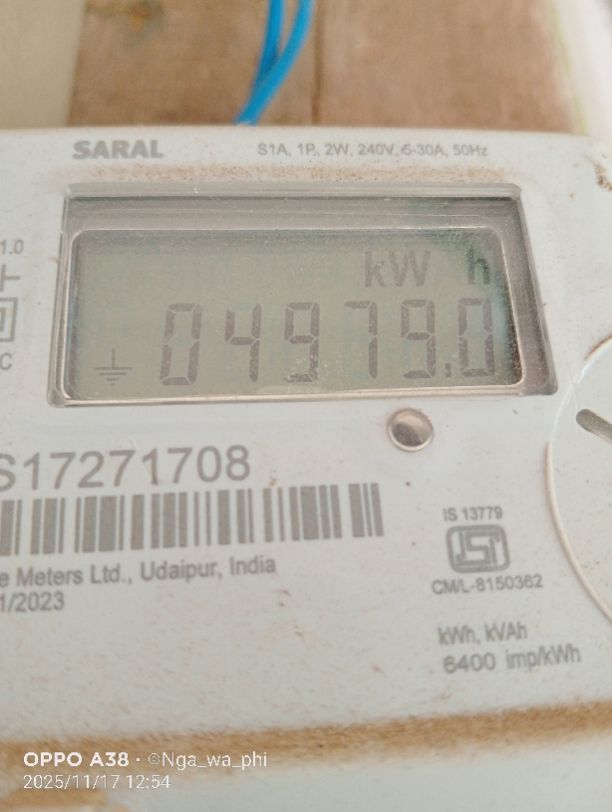 SARAL
S1A, 1P, 2W, 240V, 5-30A, 50Hz
1.0
kW h
04979.0
C
S17271708
IS 13779
CM/L-8150362
e Meters Ltd., Udaipur, India
1/2023
kWh, kVAh
6400 imp/kWh
OPPO A38 · ©Nga_wa_phi
2025/11/17 12:54